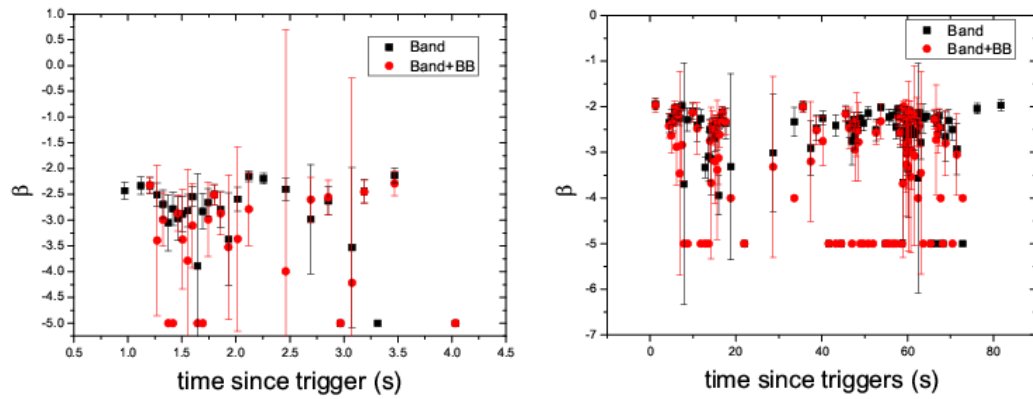 1.5
1.0
0.5
0.0
-0.5
-1.0
-1.5
-2.0
-2.5
-3.0
-3.5
-4.0
-4.5
-5.0
β
Band
Band+BB
0.5 1.0 1.5 2.0 2.5 3.0 3.5 4.0 4.5
time since trigger (s)
0
-1
-2
-3
-4
-5
-6
-7
β
Band
Band+BB
0 20 40 60 80
time since triggers (s)